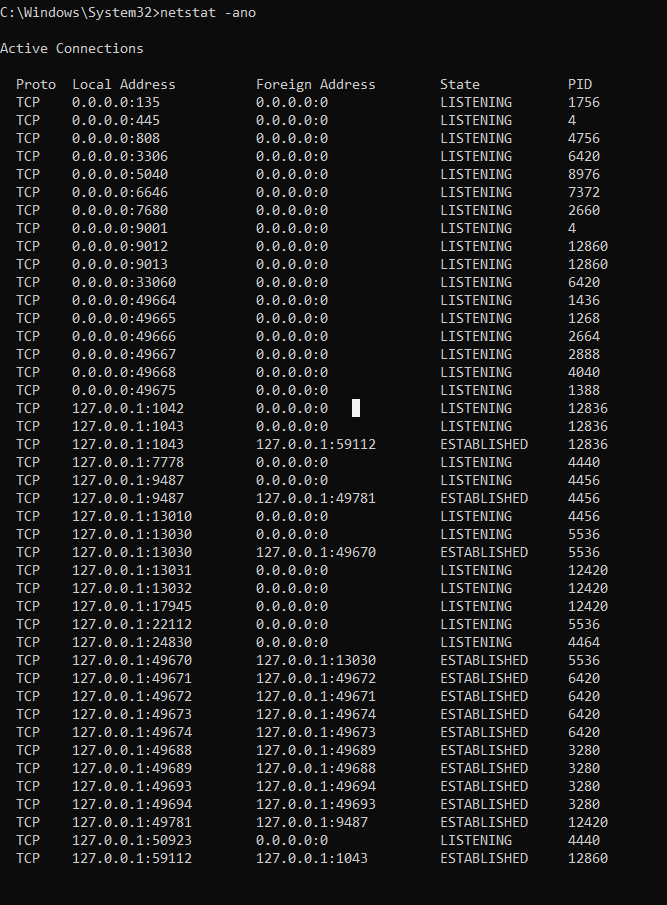 C:\Windows\System32>netstat -ano
Active Connections
Proto Local Address Foreign Address State PID
TCP 0.0.0.0:135 0.0.0.0:0 LISTENING 1756
TCP 0.0.0.0:445 0.0.0.0:0 LISTENING 4
TCP 0.0.0.0:808 0.0.0.0:0 LISTENING 4756
TCP 0.0.0.0:3306 0.0.0.0:0 LISTENING 6420
TCP 0.0.0.0:5040 0.0.0.0:0 LISTENING 8976
TCP 0.0.0.0:6646 0.0.0.0:0 LISTENING 7372
TCP 0.0.0.0:7680 0.0.0.0:0 LISTENING 2660
TCP 0.0.0.0:9001 0.0.0.0:0 LISTENING 4
TCP 0.0.0.0:9012 0.0.0.0:0 LISTENING 12860
TCP 0.0.0.0:9013 0.0.0.0:0 LISTENING 12860
TCP 0.0.0.0:33060 0.0.0.0:0 LISTENING 6420
TCP 0.0.0.0:49664 0.0.0.0:0 LISTENING 1436
TCP 0.0.0.0:49665 0.0.0.0:0 LISTENING 1268
TCP 0.0.0.0:49666 0.0.0.0:0 LISTENING 2664
TCP 0.0.0.0:49667 0.0.0.0:0 LISTENING 2888
TCP 0.0.0.0:49668 0.0.0.0:0 LISTENING 4040
TCP 0.0.0.0:49675 0.0.0.0:0 LISTENING 1388
TCP 127.0.0.1:1042 0.0.0.0:0 LISTENING 12836
TCP 127.0.0.1:1043 0.0.0.0:0 LISTENING 12836
TCP 127.0.0.1:1043 127.0.0.1:59112 ESTABLISHED 12836
TCP 127.0.0.1:7778 0.0.0.0:0 LISTENING 4440
TCP 127.0.0.1:9487 0.0.0.0:0 LISTENING 4456
TCP 127.0.0.1:9487 127.0.0.1:49781 ESTABLISHED 4456
TCP 127.0.0.1:13010 0.0.0.0:0 LISTENING 4456
TCP 127.0.0.1:13030 0.0.0.0:0 LISTENING 5536
TCP 127.0.0.1:13030 127.0.0.1:49670 ESTABLISHED 5536
TCP 127.0.0.1:13031 0.0.0.0:0 LISTENING 12420
TCP 127.0.0.1:13032 0.0.0.0:0 LISTENING 12420
TCP 127.0.0.1:17945 0.0.0.0:0 LISTENING 12420
TCP 127.0.0.1:22112 0.0.0.0:0 LISTENING 5536
TCP 127.0.0.1:24830 0.0.0.0:0 LISTENING 4464
TCP 127.0.0.1:49670 127.0.0.1:13030 ESTABLISHED 5536
TCP 127.0.0.1:49671 127.0.0.1:49672 ESTABLISHED 6420
TCP 127.0.0.1:49672 127.0.0.1:49671 ESTABLISHED 6420
TCP 127.0.0.1:49673 127.0.0.1:49674 ESTABLISHED 6420
TCP 127.0.0.1:49674 127.0.0.1:49673 ESTABLISHED 6420
TCP 127.0.0.1:49688 127.0.0.1:49689 ESTABLISHED 3280
TCP 127.0.0.1:49689 127.0.0.1:49688 ESTABLISHED 3280
TCP 127.0.0.1:49693 127.0.0.1:49694 ESTABLISHED 3280
TCP 127.0.0.1:49694 127.0.0.1:49693 ESTABLISHED 3280
TCP 127.0.0.1:49781 127.0.0.1:9487 ESTABLISHED 12420
TCP 127.0.0.1:50923 0.0.0.0:0 LISTENING 4440
TCP 127.0.0.1:59112 127.0.0.1:1043 ESTABLISHED 12860